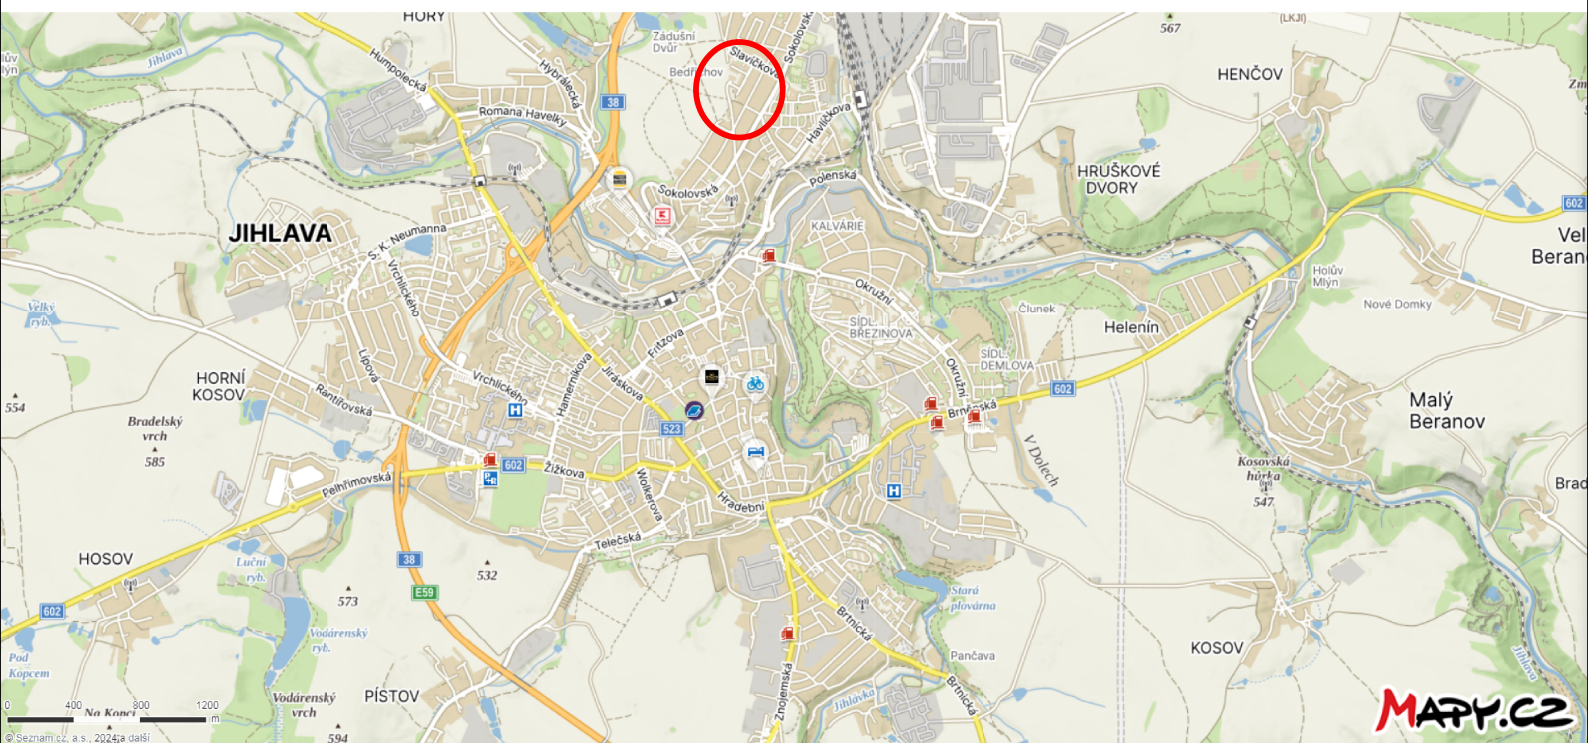 HORY
Zádušní
Dvůr
Slavíčkova
Sokolovská
567
(LKJI)
Jihlava
Humpolecká
Hybrálecká
Bedřichov
HENČOV
38
Romana Havelky
Havlíčkova
HRUŠKOVÉ
DVORY
Polenská
Sokolovská
602
JIHLAVA
S. K. Neumanna
KALVÁRIE
Vel
Beran
Vrchlického
Holův
Mlýn
Velký
ryb.
Okružní
Člunek
Nové Domky
Helenín
SÍDL.
BŘEZINOVA
Fritzova
Lipová
SÍDL.
DEMLOVA
Okružní
HORNÍ
KOSOV
Vrchlického
Hamerníkova
Jiráskova
602
Rantířovská
554
Bradelský
vrch
585
H
523
Brněnská
Malý
Beranov
V Dolech
P+R
602
Žížkova
Kosovská
hůrka
547
Pelhřimovská
Wolkerova
Hradební
H
Brad
Telečská
HOSOV
Luční
ryb.
38
532
E59
573
Stará
plovárna
602
Vodárenský
ryb.
Brtnická
Pančava
KOSOV
Pod
Kopcem
Jihlava
PÍSTOV
Vodárenský
vrch
Znojemská
Jihlávka
Brtnická
0 400 800 1200
m
Na Konci
594
MAPY.CZ
© Seznam.cz, a.s., 2024 a další